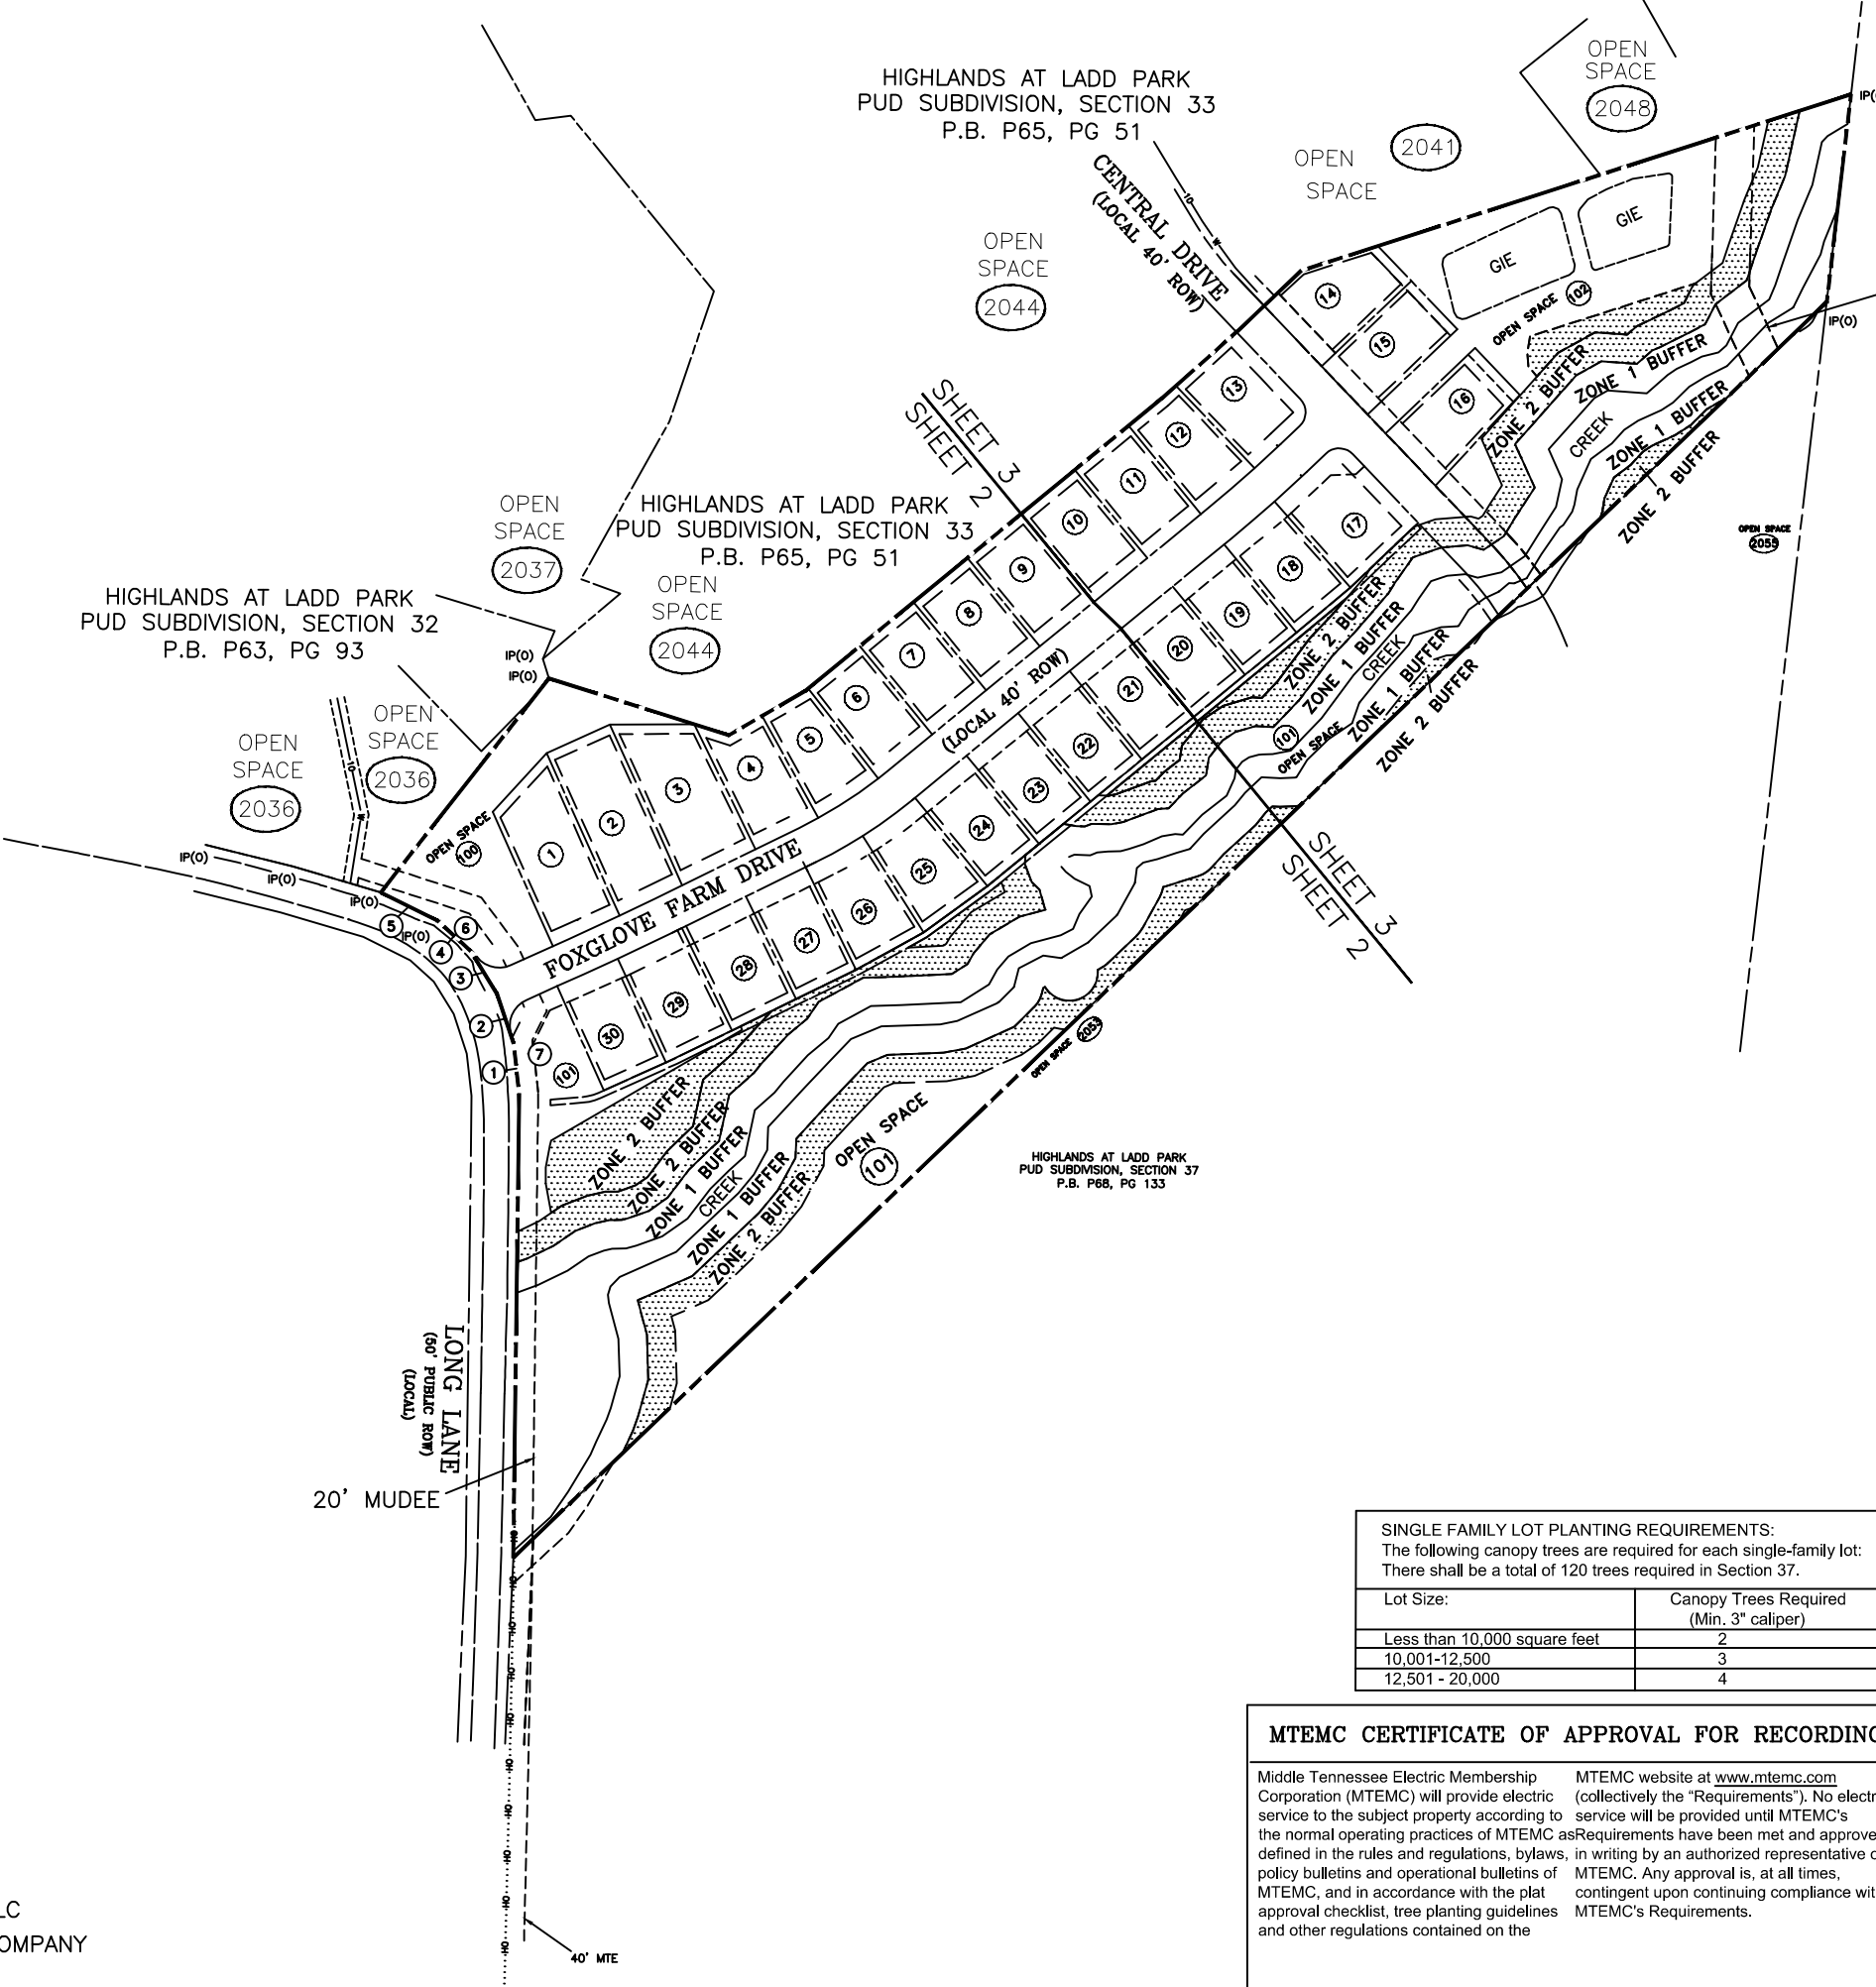 HIGHLANDS AT LADD PARK
PUD SUBDIVISION, SECTION 33
P.B. P65, PG 51
OPEN
SPACE
2048
OPEN
SPACE
2041
IP(
CENTRAL DRIVE
(LOCAL 40' ROW)
OPEN
SPACE
2044
GIE
GIE
OPEN SPACE 102
IP(O)
14
15
16
13
12
11
10
9
8
7
6
5
4
3
2
1
17
18
19
20
21
22
23
24
25
26
27
28
29
30
SHEET 3
SHEET 2
ZONE 2 BUFFER
ZONE 1 BUFFER
CREEK
ZONE 1 BUFFER
ZONE 2 BUFFER
OPEN SPACE
2055
OPEN
SPACE
2037
HIGHLANDS AT LADD PARK
PUD SUBDIVISION, SECTION 33
P.B. P65, PG 51
OPEN
SPACE
2044
HIGHLANDS AT LADD PARK
PUD SUBDIVISION, SECTION 32
P.B. P63, PG 93
IP(O)
IP(O)
OPEN
SPACE
2036
OPEN
SPACE
2036
OPEN SPACE
100
IP(O)
IP(O)
IP(O)
IP(O)
5
6
4
3
2
1
7
101
FOXGLOVE FARM DRIVE
(LOCAL 40' ROW)
ZONE 2 BUFFER
ZONE 1 BUFFER
CREEK
101
OPEN SPACE
ZONE 1 BUFFER
ZONE 2 BUFFER
SHEET 3
SHEET 2
OPEN SPACE 2053
ZONE 2 BUFFER
ZONE 2 BUFFER
ZONE 1 BUFFER
CREEK
ZONE 1 BUFFER
ZONE 2 BUFFER
OPEN SPACE
101
HIGHLANDS AT LADD PARK
PUD SUBDIVISION, SECTION 37
P.B. P68, PG 133
LONG LANE
(50' PUBLIC ROW)
(LOCAL)
20' MUDEE
OH
OH
OH
OH
OH
OH
OH
OH
OH
OH
40' MTE
LC
OMPANY
SINGLE FAMILY LOT PLANTING REQUIREMENTS:
The following canopy trees are required for each single-family lot:
There shall be a total of 120 trees required in Section 37.
Lot Size: Canopy Trees Required
(Min. 3" caliper)
Less than 10,000 square feet 2
10,001-12,500 3
12,501 - 20,000 4
MTEMC CERTIFICATE OF APPROVAL FOR RECORDING
Middle Tennessee Electric Membership
Corporation (MTEMC) will provide electric
service to the subject property according to
the normal operating practices of MTEMC as
defined in the rules and regulations, bylaws,
policy bulletins and operational bulletins of
MTEMC, and in accordance with the plat
approval checklist, tree planting guidelines
and other regulations contained on the
MTEMC website at www.mtemc.com
(collectively the “Requirements”). No electr
service will be provided until MTEMC's
Requirements have been met and approve
in writing by an authorized representative o
MTEMC. Any approval is, at all times,
contingent upon continuing compliance wit
MTEMC's Requirements.